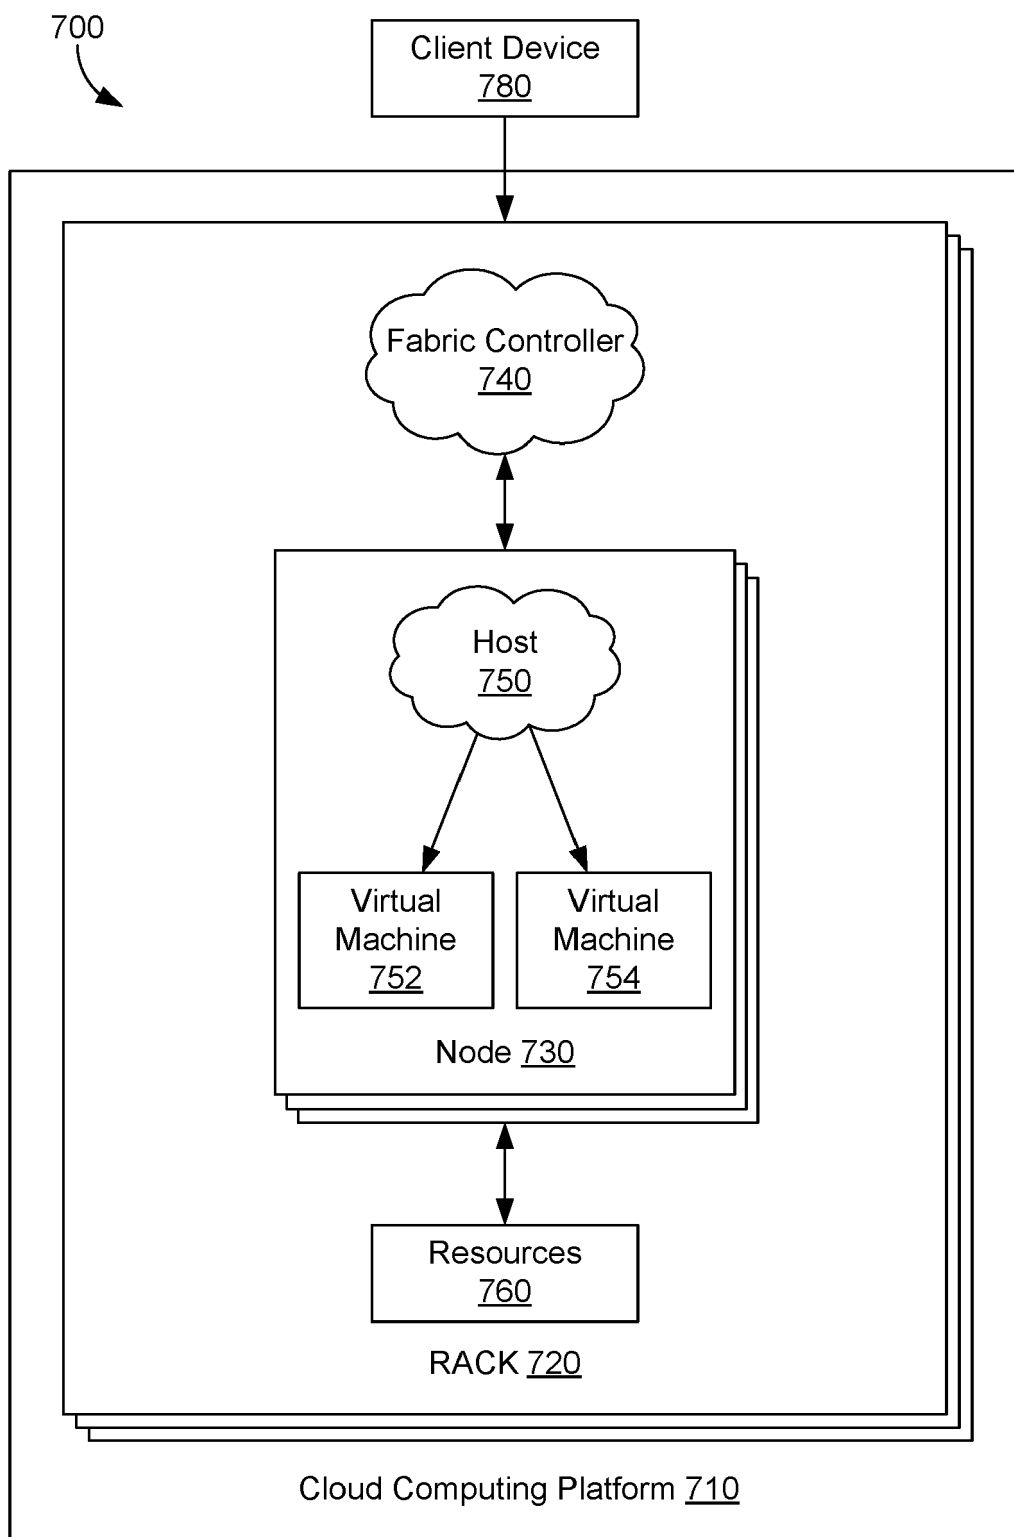 700
Client Device
780
Fabric Controller
740
Host
750
Virtual
Machine
752
Virtual
Machine
754
Node 730
Resources
760
RACK 720
Cloud Computing Platform 710